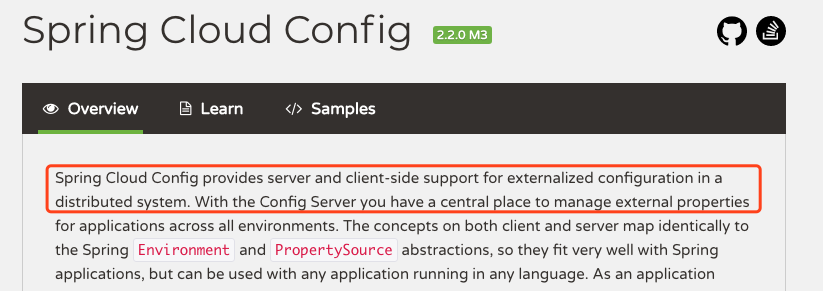 Spring Cloud Config 2.2.0 M3
Overview Learn Samples
Spring Cloud Config provides server and client-side support for externalized configuration in a
distributed system. With the Config Server you have a central place to manage external properties
for applications across all environments. The concepts on both client and server map identically to
the Spring Environment and PropertySource abstractions, so they fit very well with Spring
applications, but can be used with any application running in any language. As an application